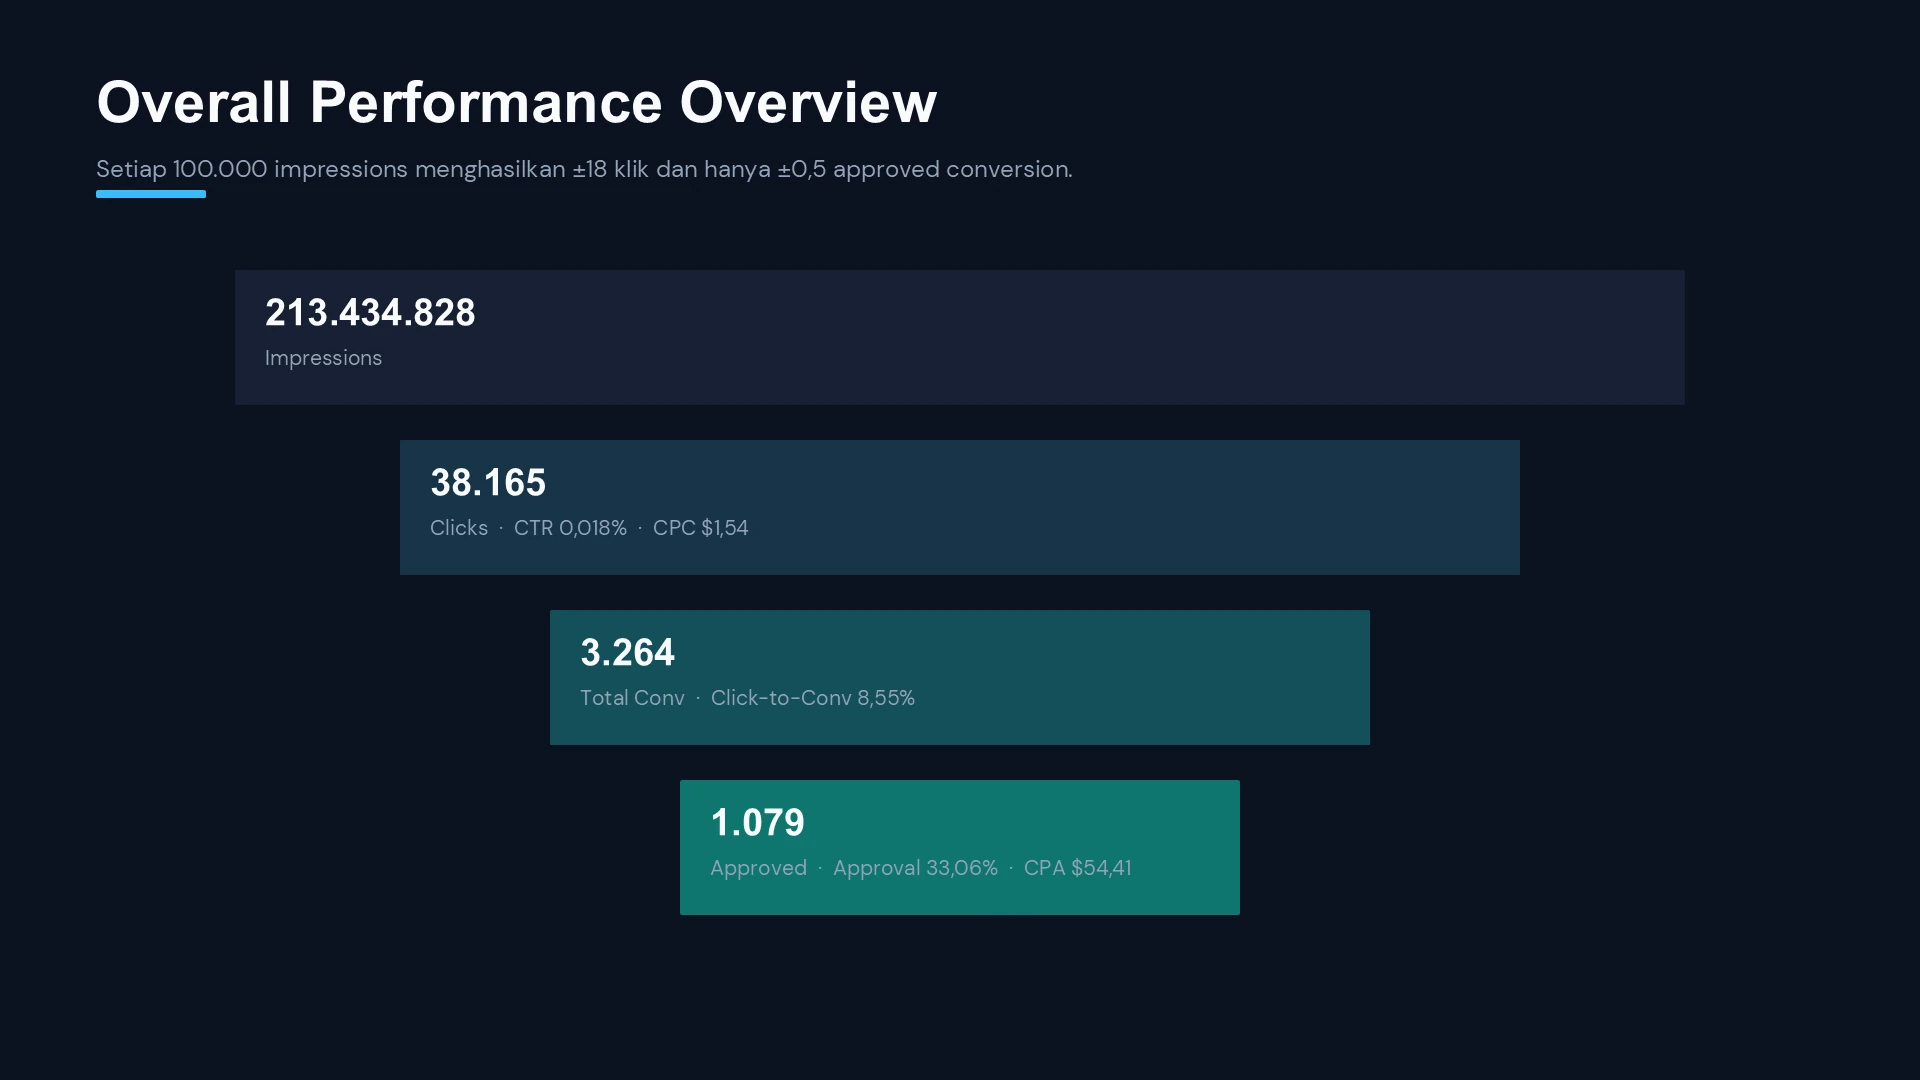 Overall Performance Overview
Setiap 100.000 impressions menghasilkan ±18 klik dan hanya ±0,5 approved conversion.
213.434.828
Impressions
38.165
Clicks · CTR 0,018% · CPC $1,54
3.264
Total Conv · Click-to-Conv 8,55%
1.079
Approved · Approval 33,06% · CPA $54,41